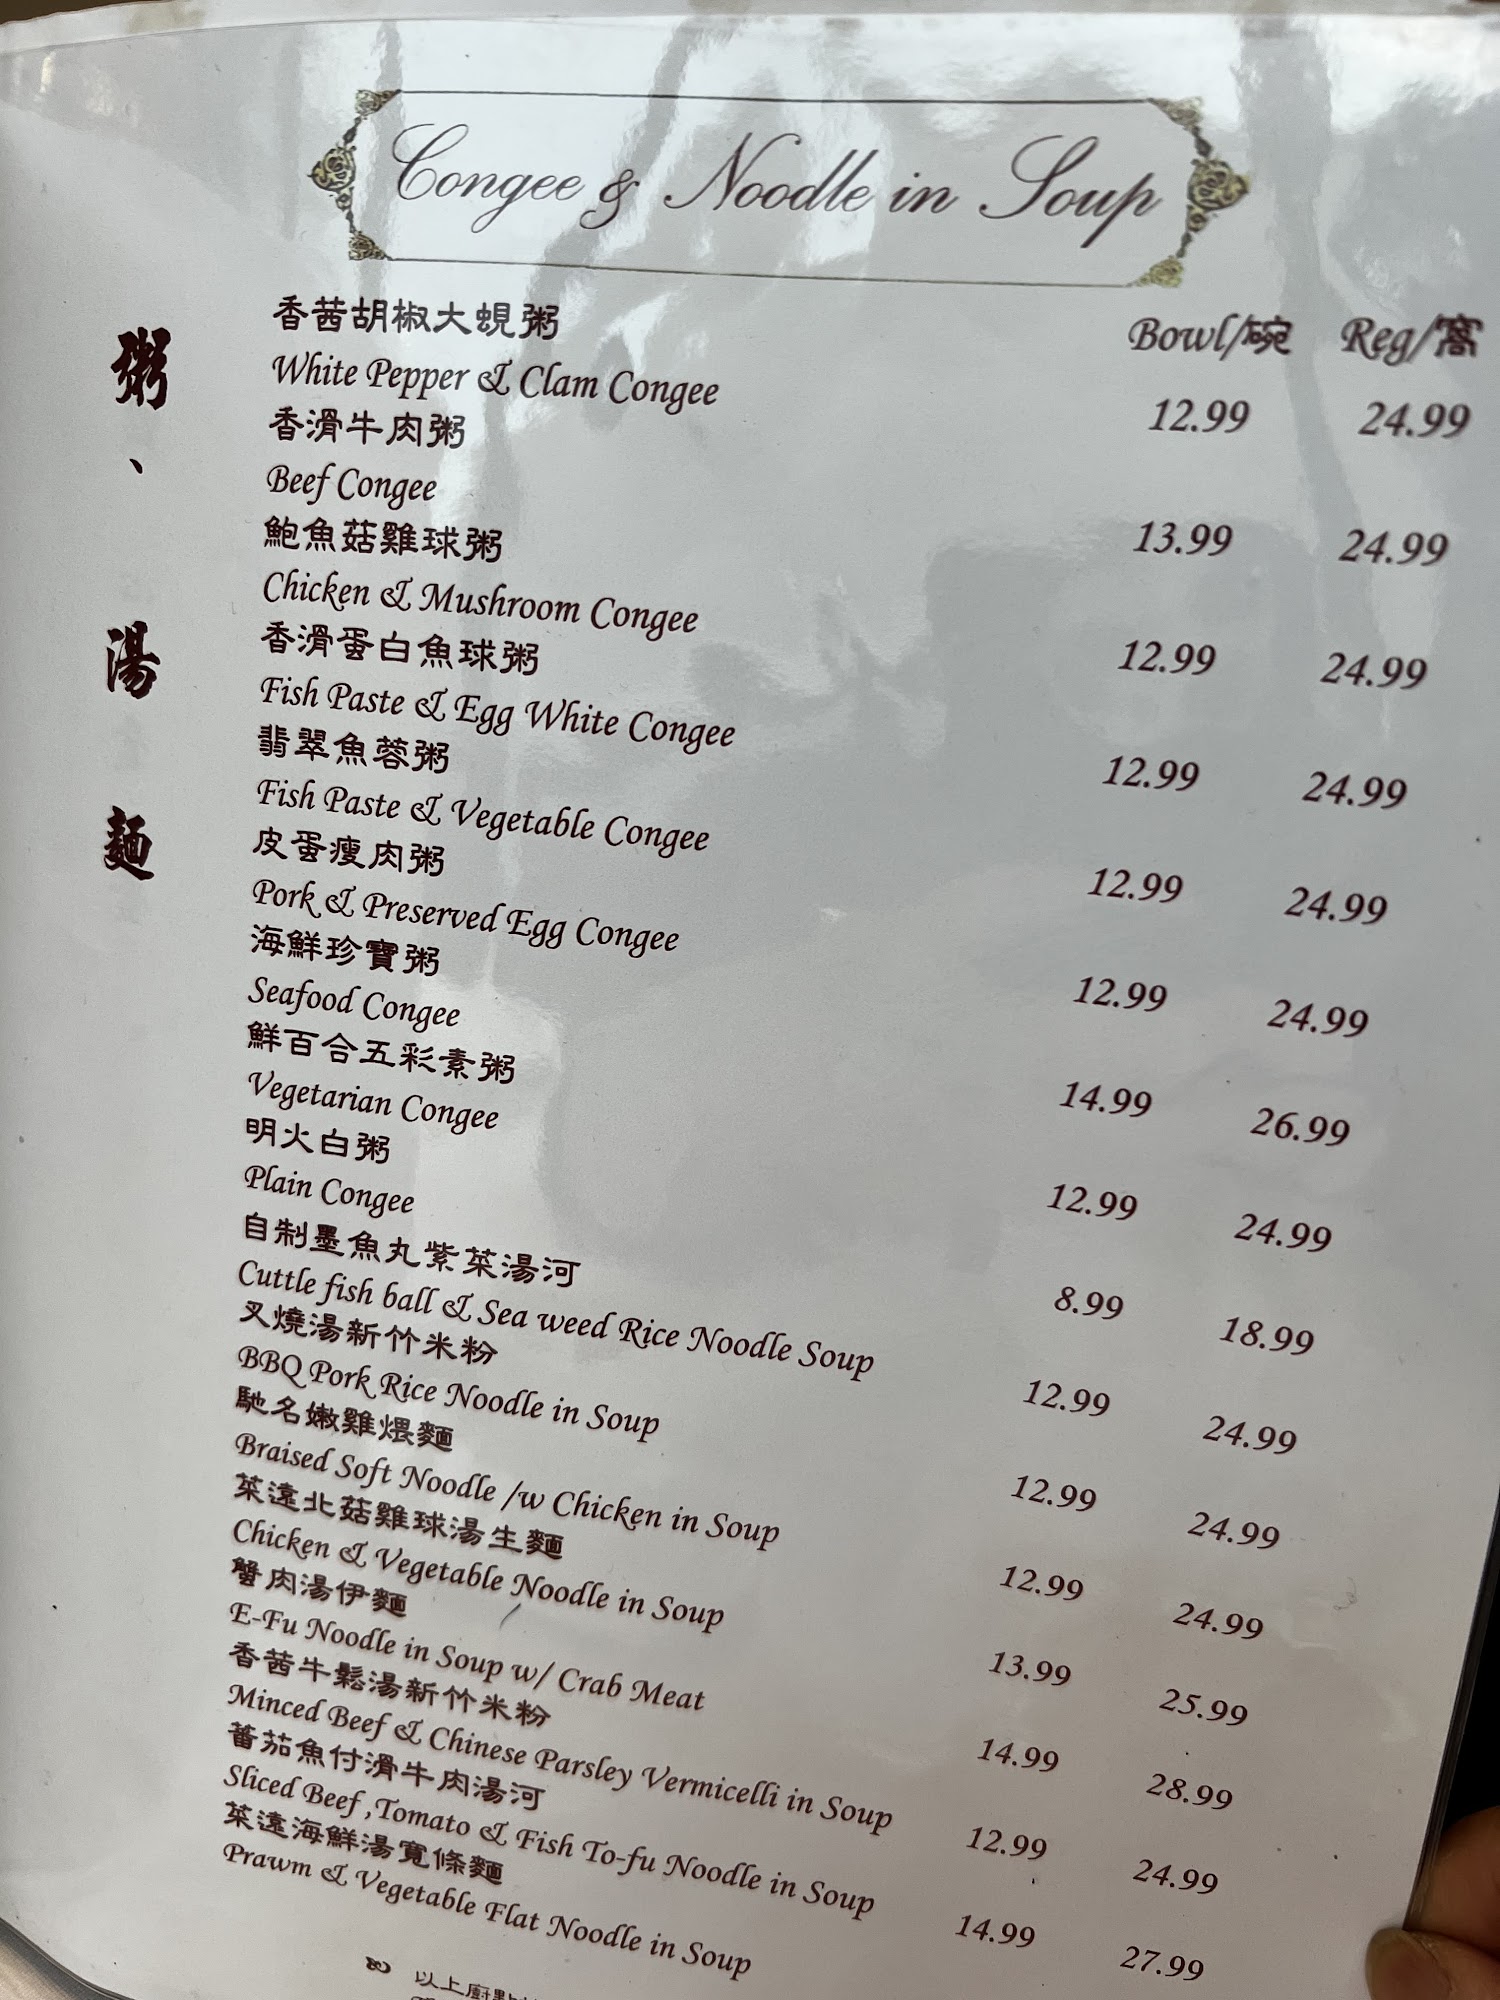 Congee & Noodle in Soup
粥、湯麵
Bowl/碗 Reg/窩
香茜胡椒大蜆粥
White Pepper & Clam Congee 12.99 24.99
香滑牛肉粥
Beef Congee 13.99 24.99
鮑魚菇雞球粥
Chicken & Mushroom Congee 12.99 24.99
香滑蛋白魚球粥
Fish Paste & Egg White Congee 12.99 24.99
翡翠魚蓉粥
Fish Paste & Vegetable Congee 12.99 24.99
皮蛋瘦肉粥
Pork & Preserved Egg Congee 12.99 24.99
海鮮珍寶粥
Seafood Congee 14.99 26.99
鮮百合五彩素粥
Vegetarian Congee 12.99 24.99
明火白粥
Plain Congee 8.99 18.99
自制墨魚丸紫菜湯河
Cuttle fish ball & Sea weed Rice Noodle Soup 12.99 24.99
叉燒湯新竹米粉
BBQ Pork Rice Noodle in Soup 12.99 24.99
馳名嫩雞煨麵
Braised Soft Noodle /w Chicken in Soup 12.99 24.99
菜遠北菇雞球湯生麵
Chicken & Vegetable Noodle in Soup 13.99 25.99
蟹肉湯伊麵
E-Fu Noodle in Soup w/ Crab Meat 14.99 28.99
香茜牛鬆湯新竹米粉
Minced Beef & Chinese Parsley Vermicelli in Soup 12.99 24.99
蕃茄魚付滑牛肉湯河
Sliced Beef ,Tomato & Fish To-fu Noodle in Soup 14.99 27.99
菜遠海鮮湯寬條麵
Prawm & Vegetable Flat Noodle in Soup
以上廚點